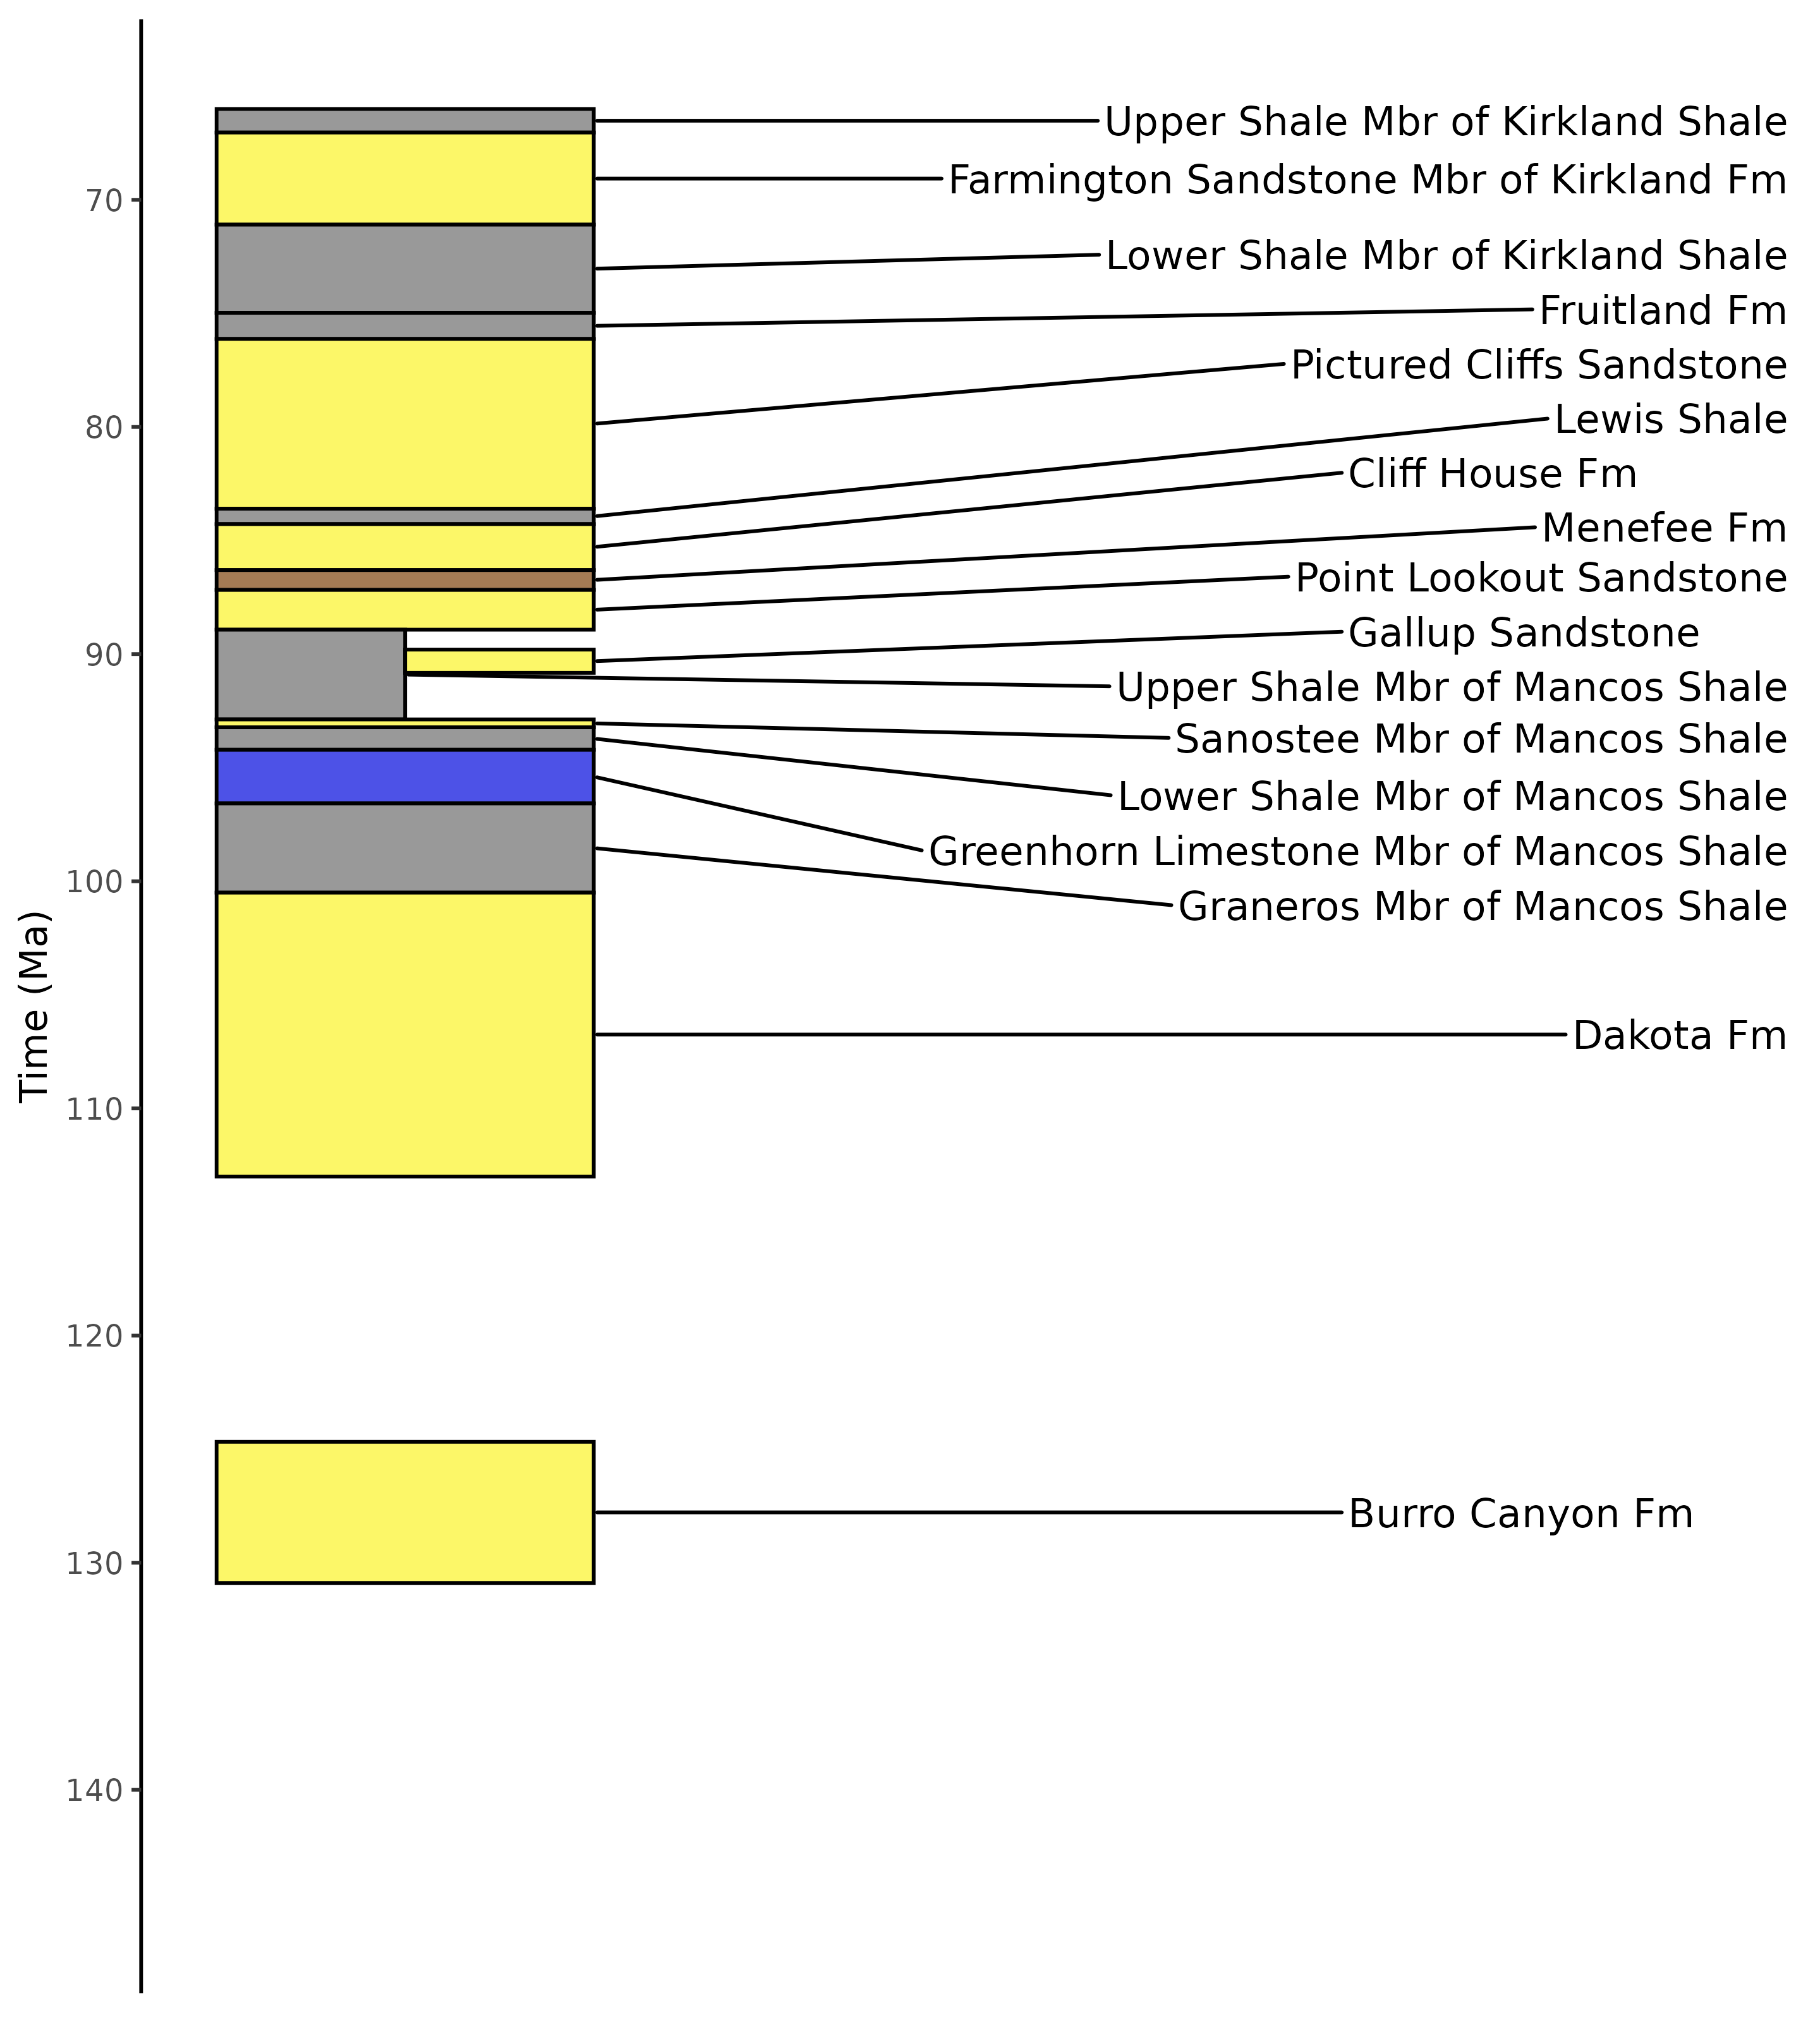 Upper Shale Mbr of Kirkland Shale
Farmington Sandstone Mbr of Kirkland Fm
70
Lower Shale Mbr of Kirkland Shale
Fruitland Fm
Pictured Cliffs Sandstone
Lewis Shale
80
Cliff House Fm
Menefee Fm
Point Lookout Sandstone
Gallup Sandstone
90
Upper Shale Mbr of Mancos Shale
Sanostee Mbr of Mancos Shale
Lower Shale Mbr of Mancos Shale
Greenhorn Limestone Mbr of Mancos Shale
100
Graneros Mbr of Mancos Shale
Time (Ma)
Dakota Fm
110
120
Burro Canyon Fm
130
140